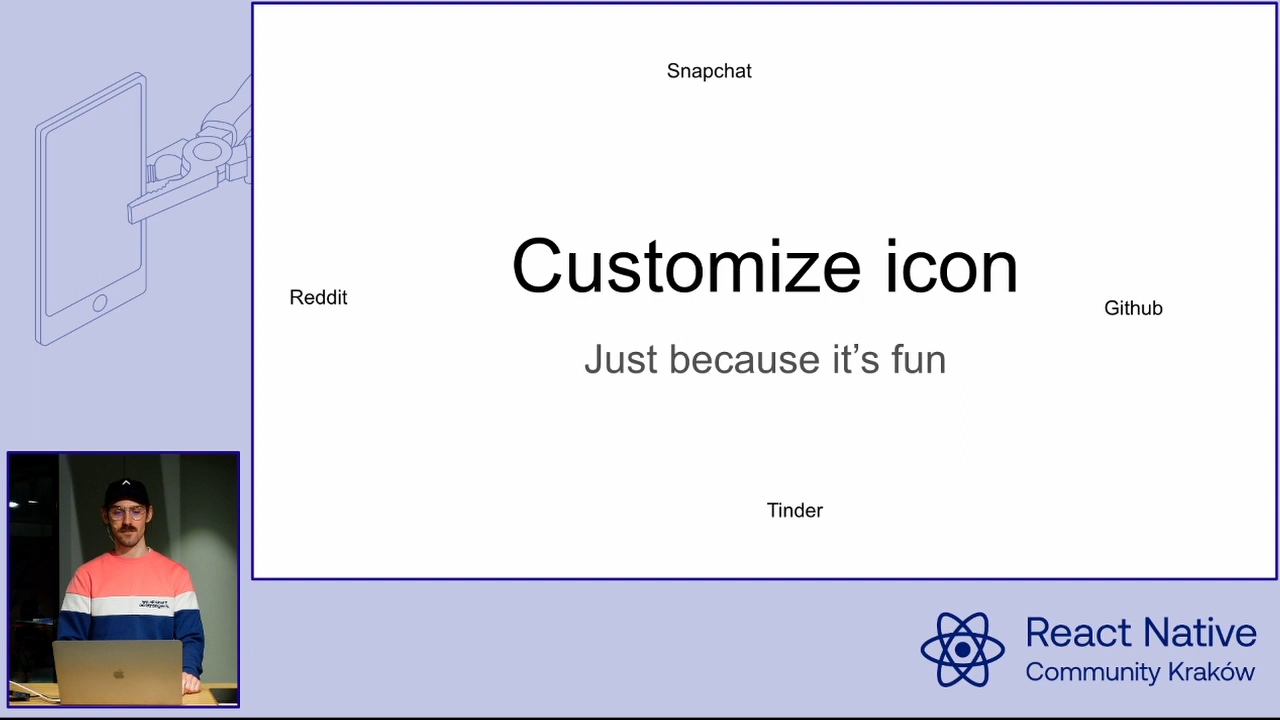 Snapchat
Customize icon
Reddit
Github
Just because it's fun
Tinder
React Native
Community Kraków